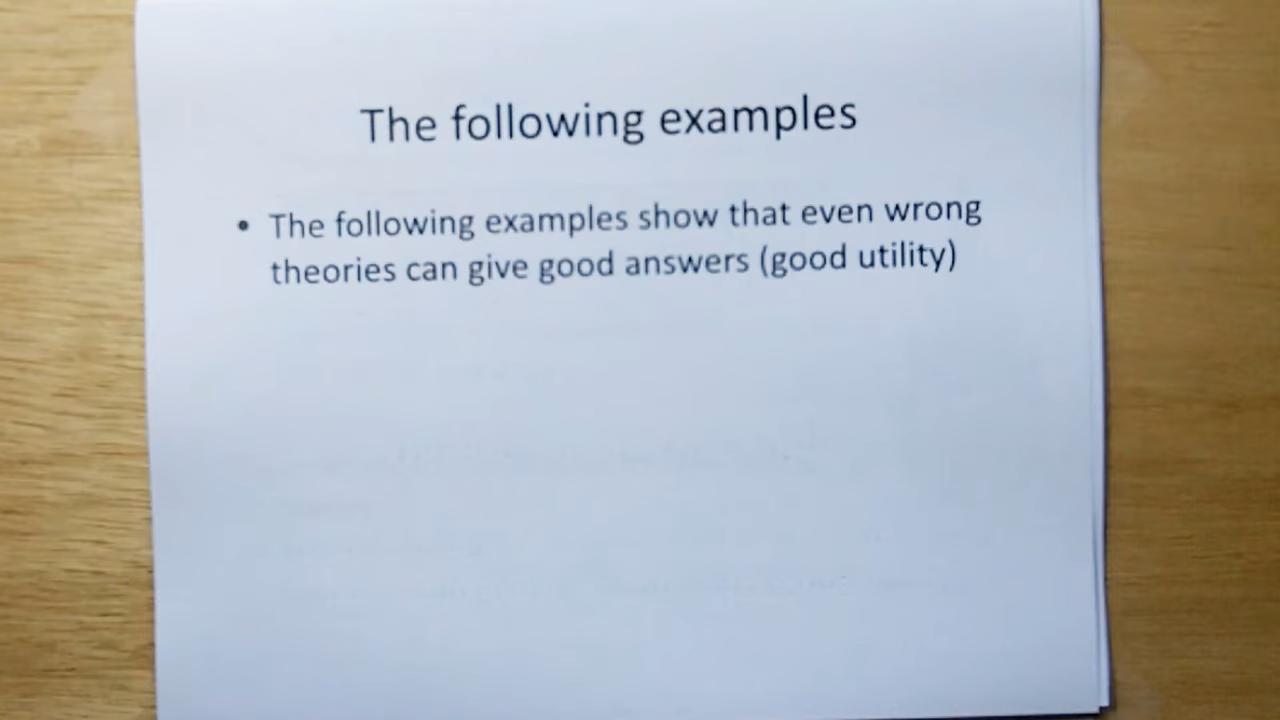 The following examples
• The following examples show that even wrong
theories can give good answers (good utility)